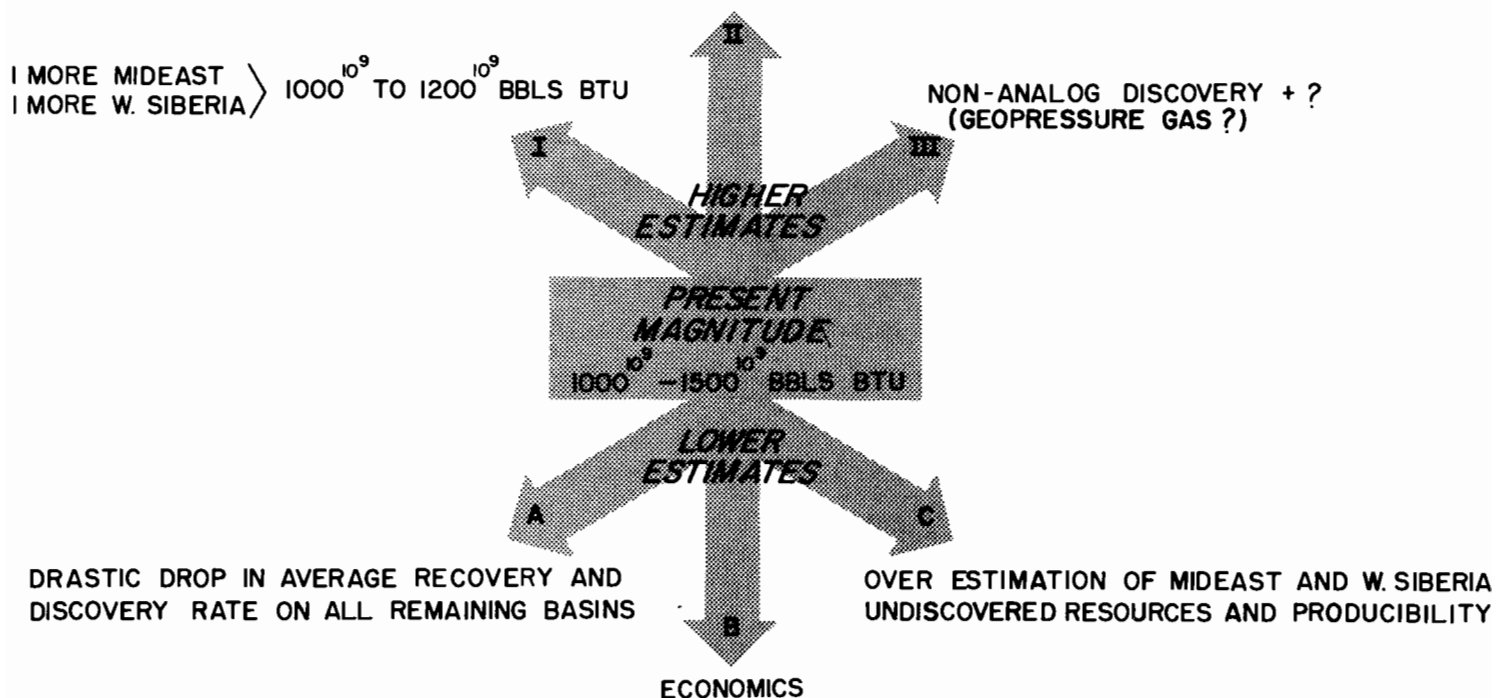 II
I MORE MIDEAST
I MORE W. SIBERIA
1000^10^9 TO 1200^10^9 BBLS BTU
NON-ANALOG DISCOVERY + ?
(GEOPRESSURE GAS ?)
I
III
HIGHER
ESTIMATES
PRESENT
MAGNITUDE
1000^10^9 – 1500^10^9 BBLS BTU
LOWER
ESTIMATES
A
C
DRASTIC DROP IN AVERAGE RECOVERY AND
DISCOVERY RATE ON ALL REMAINING BASINS
OVER ESTIMATION OF MIDEAST AND W. SIBERIA
UNDISCOVERED RESOURCES AND PRODUCIBILITY
B
ECONOMICS